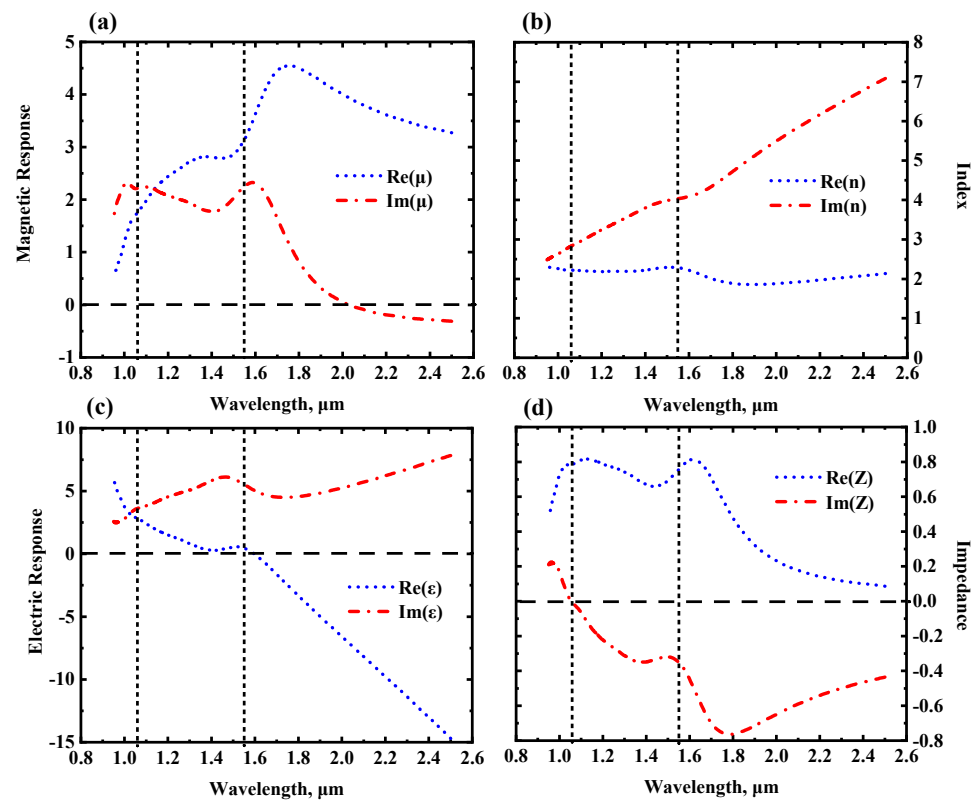 (a)
5
4
3
2
1
0
-1
Magnetic Response
Re(μ)
Im(μ)
0.8 1.0 1.2 1.4 1.6 1.8 2.0 2.2 2.4 2.6
Wavelength, μm
(b)
8
7
6
5
4
3
2
1
0
Index
Re(n)
Im(n)
0.8 1.0 1.2 1.4 1.6 1.8 2.0 2.2 2.4 2.6
Wavelength, μm
(c)
10
5
0
-5
-10
-15
Electric Response
Re(ε)
Im(ε)
0.8 1.0 1.2 1.4 1.6 1.8 2.0 2.2 2.4 2.6
Wavelength, μm
(d)
1.0
0.8
0.6
0.4
0.2
0.0
-0.2
-0.4
-0.6
-0.8
Impedance
Re(Z)
Im(Z)
0.8 1.0 1.2 1.4 1.6 1.8 2.0 2.2 2.4 2.6
Wavelength, μm